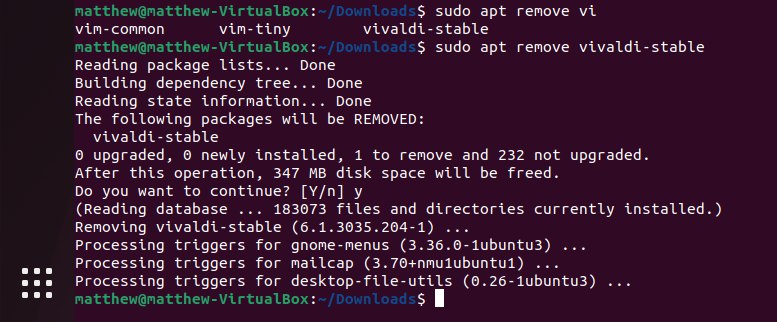 matthew@matthew-VirtualBox:~/Downloads$ sudo apt remove vi
vim-common      vim-tiny        vivaldi-stable
matthew@matthew-VirtualBox:~/Downloads$ sudo apt remove vivaldi-stable
Reading package lists... Done
Building dependency tree... Done
Reading state information... Done
The following packages will be REMOVED:
  vivaldi-stable
0 upgraded, 0 newly installed, 1 to remove and 232 not upgraded.
After this operation, 347 MB disk space will be freed.
Do you want to continue? [Y/n] y
(Reading database ... 183073 files and directories currently installed.)
Removing vivaldi-stable (6.1.3035.204-1) ...
Processing triggers for gnome-menus (3.36.0-1ubuntu3) ...
Processing triggers for mailcap (3.70+nmu1ubuntu1) ...
Processing triggers for desktop-file-utils (0.26-1ubuntu3) ...
matthew@matthew-VirtualBox:~/Downloads$